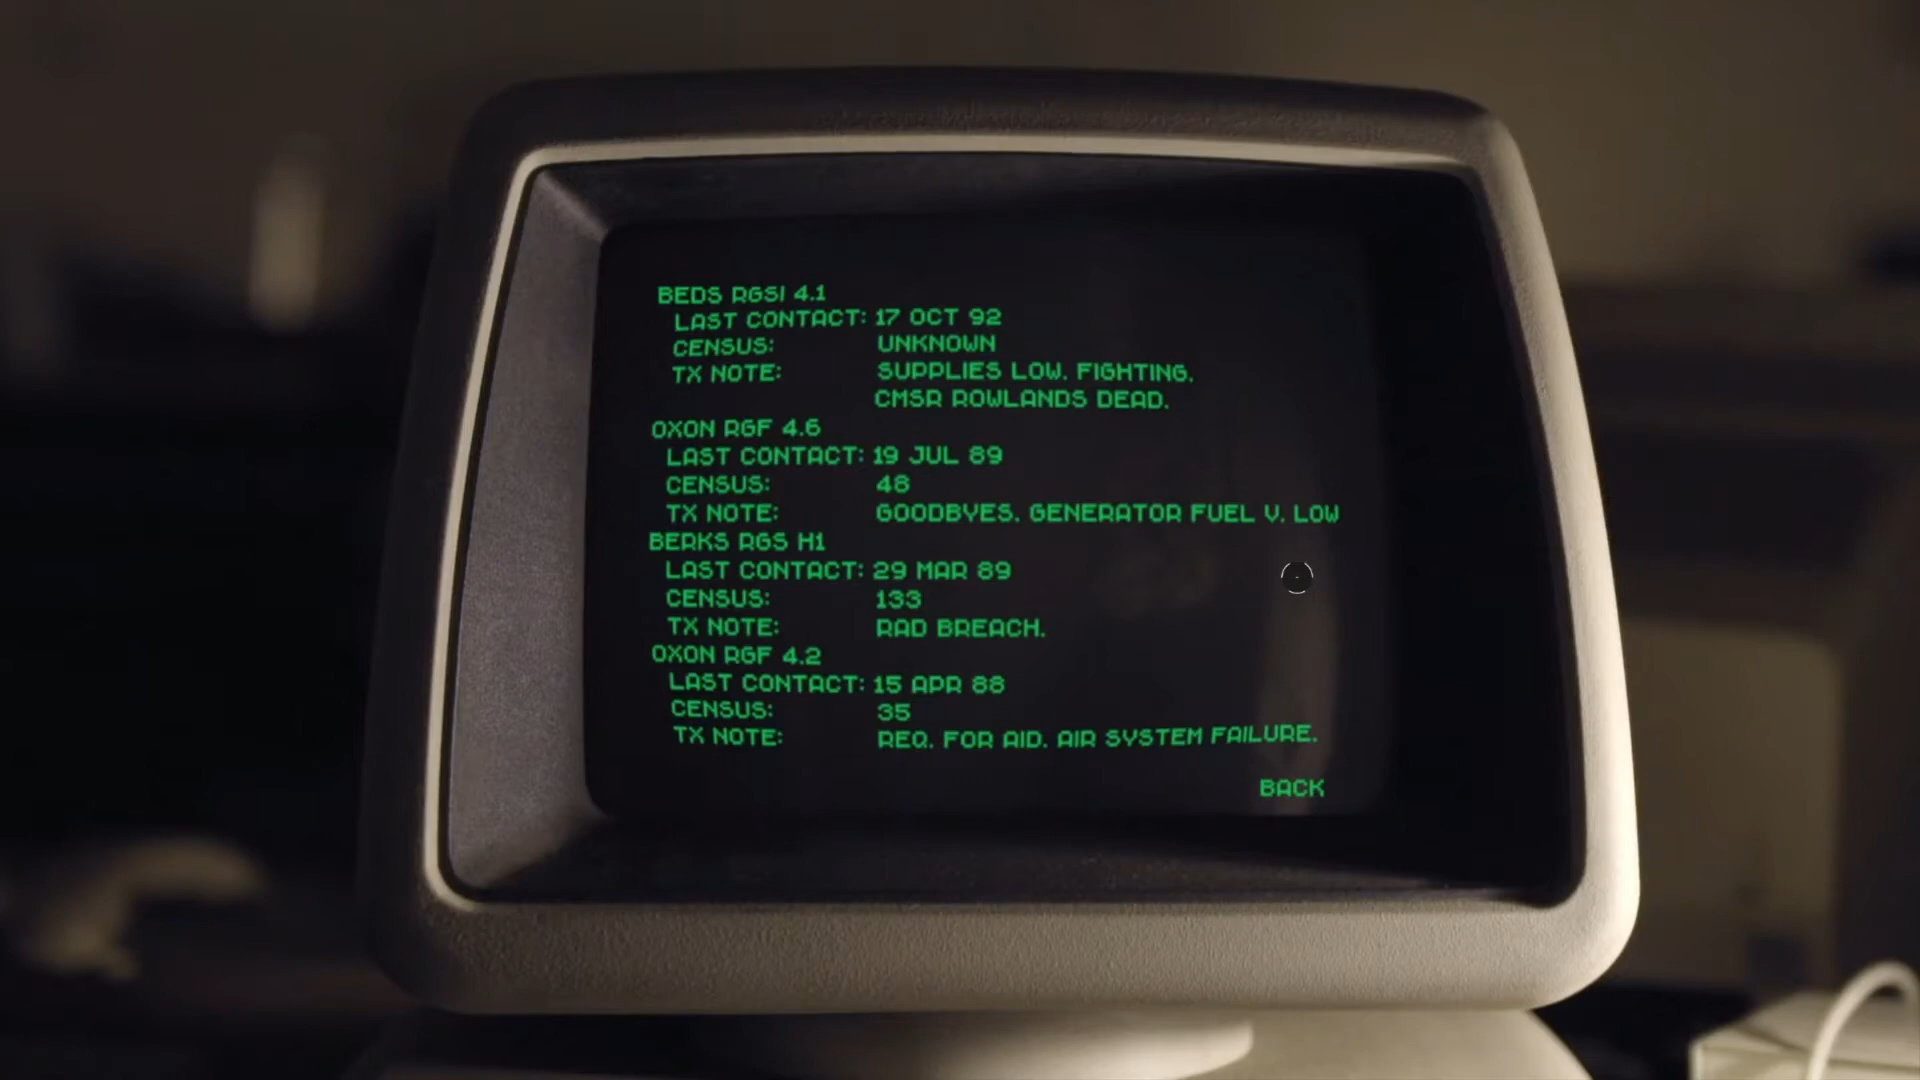 BEDS RGSI 4.1
LAST CONTACT: 17 OCT 92
CENSUS: UNKNOWN
TX NOTE: SUPPLIES LOW. FIGHTING.
CMSR ROWLANDS DEAD.
OXON RGF 4.6
LAST CONTACT: 19 JUL 89
CENSUS: 48
TX NOTE: GOODBYES. GENERATOR FUEL V. LOW
BERKS RGS H1
LAST CONTACT: 29 MAR 89
CENSUS: 133
TX NOTE: RAD BREACH.
OXON RGF 4.2
LAST CONTACT: 15 APR 88
CENSUS: 35
TX NOTE: REQ. FOR AID. AIR SYSTEM FAILURE.
BACK